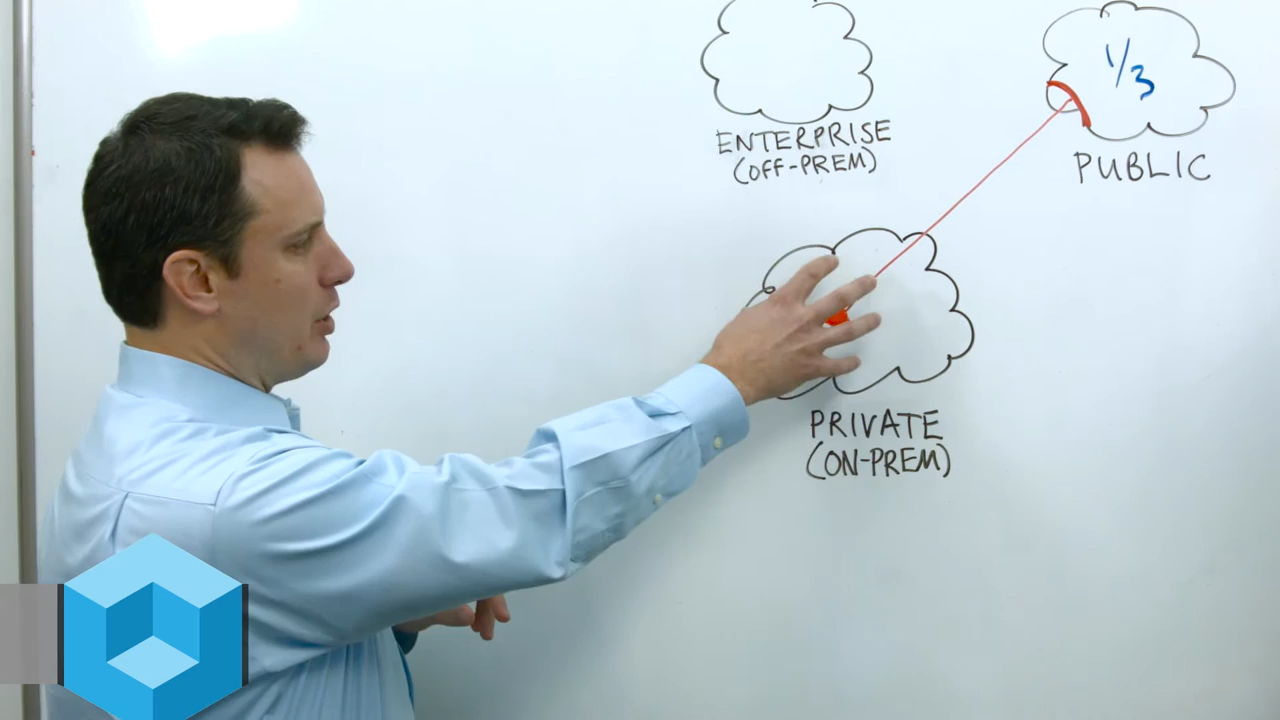 1/3
ENTERPRISE
(OFF-PREM)
PUBLIC
PRIVATE
(ON-PREM)